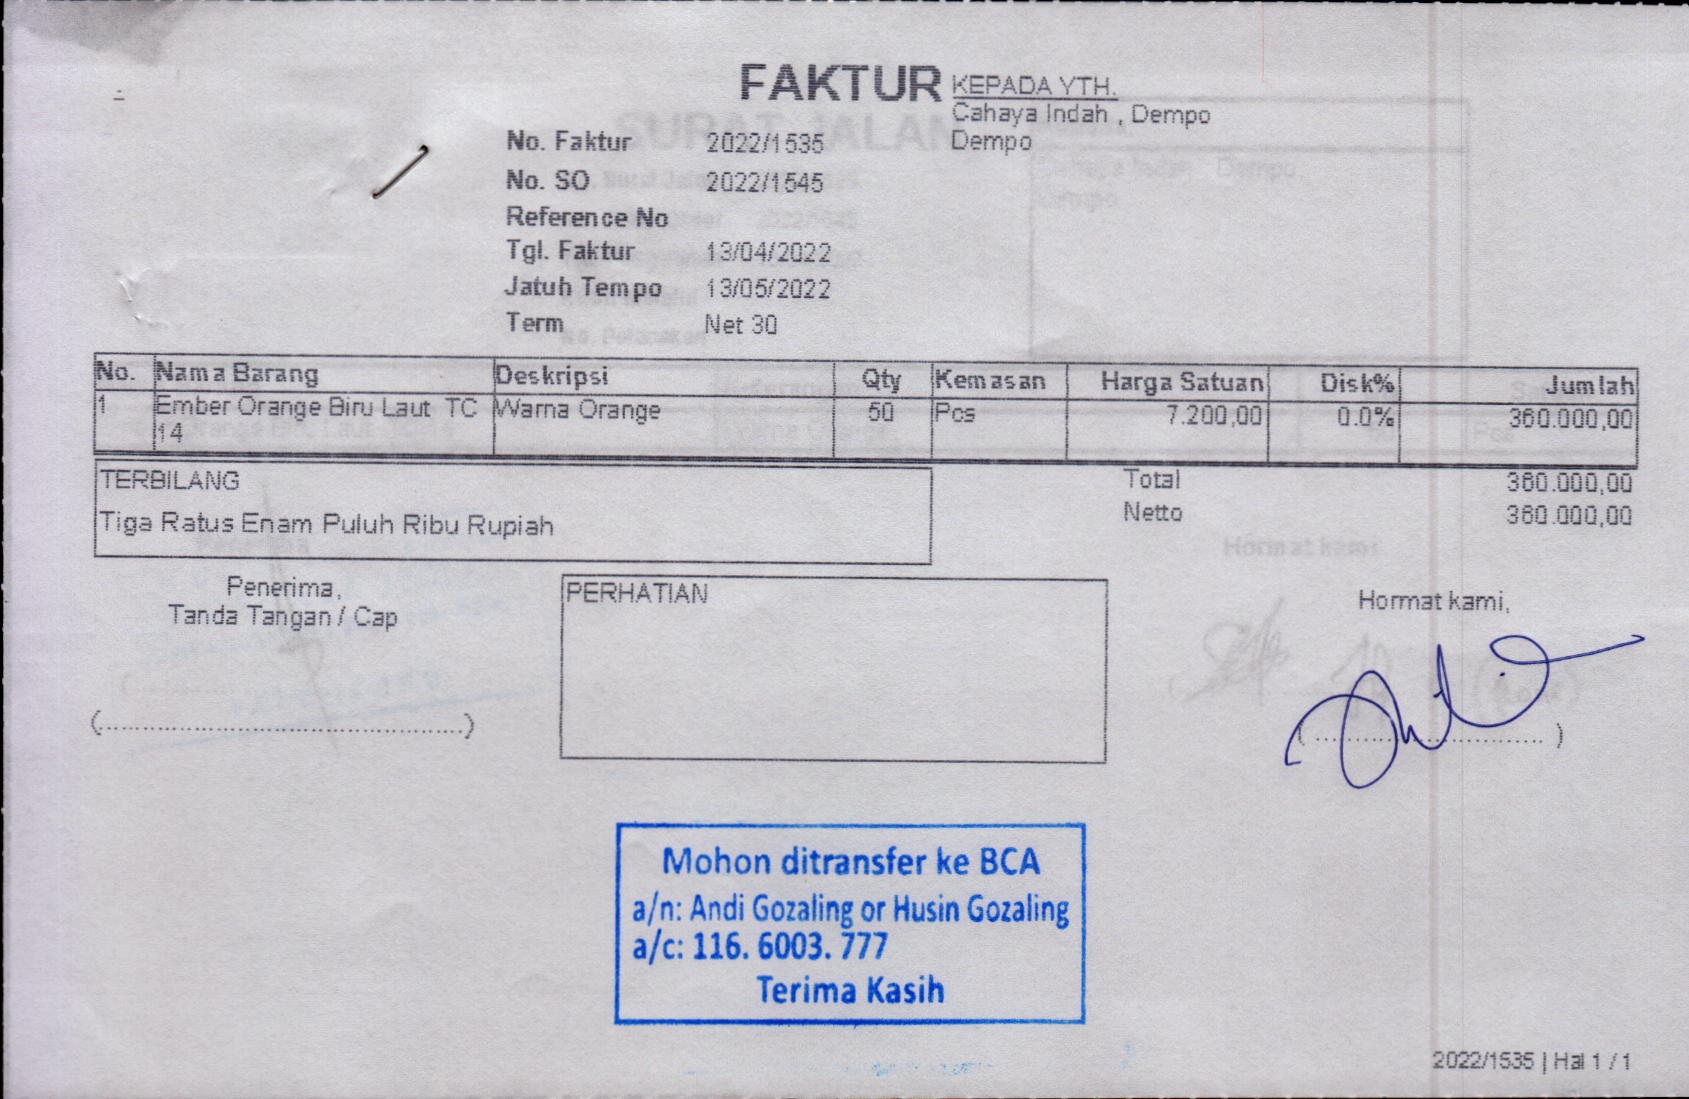 FAKTUR
KEPADA YTH.
Cahaya Indah , Dempo
Dempo
No. Faktur 2022/1535
No. SO 2022/1545
Reference No
Tgl. Faktur 13/04/2022
Jatuh Tempo 13/05/2022
Term Net 30
No. Nama Barang Deskripsi Qty Kemasan Harga Satuan Disk% Jumlah
1 Ember Orange Biru Laut TC Warna Orange 50 Pcs 7.200,00 0.0% 360.000,00
14
TERBILANG
Tiga Ratus Enam Puluh Ribu Rupiah
Total 360.000,00
Netto 360.000,00
Penerima,
Tanda Tangan / Cap
(................................................)
PERHATIAN
Hormat kami,
( ................................ )
Mohon ditransfer ke BCA
a/n: Andi Gozaling or Husin Gozaling
a/c: 116. 6003. 777
Terima Kasih
2022/1535 | Hal 1 / 1